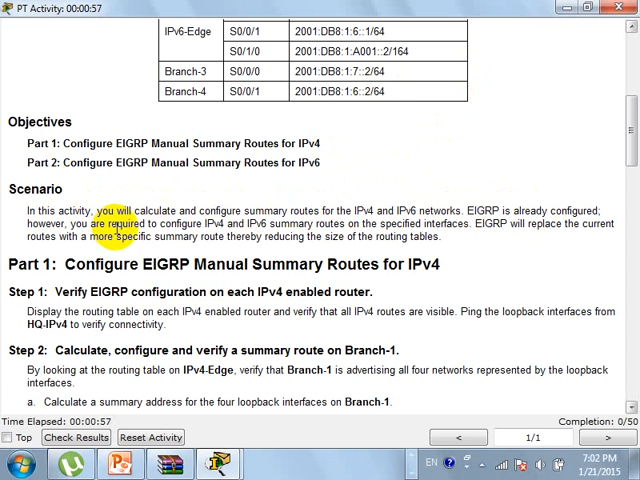 PT Activity: 00:00:57
IPv6-Edge S0/0/1 2001:DB8:1:6::1/64
S0/1/0 2001:DB8:1:A001::2/164
Branch-3 S0/0/0 2001:DB8:1:7::2/64
Branch-4 S0/0/1 2001:DB8:1:6::2/64
Objectives
Part 1: Configure EIGRP Manual Summary Routes for IPv4
Part 2: Configure EIGRP Manual Summary Routes for IPv6
Scenario
In this activity, you will calculate and configure summary routes for the IPv4 and IPv6 networks. EIGRP is already configured;
however, you are required to configure IPv4 and IPv6 summary routes on the specified interfaces. EIGRP will replace the current
routes with a more specific summary route thereby reducing the size of the routing tables.
Part 1: Configure EIGRP Manual Summary Routes for IPv4
Step 1: Verify EIGRP configuration on each IPv4 enabled router.
Display the routing table on each IPv4 enabled router and verify that all IPv4 routes are visible. Ping the loopback interfaces from
HQ-IPv4 to verify connectivity.
Step 2: Calculate, configure and verify a summary route on Branch-1.
By looking at the routing table on IPv4-Edge, verify that Branch-1 is advertising all four networks represented by the loopback
interfaces.
a. Calculate a summary address for the four loopback interfaces on Branch-1.
Time Elapsed: 00:00:57 Completion: 0/50
Top Check Results Reset Activity < 1/1 >
EN 7:02 PM
1/21/2015